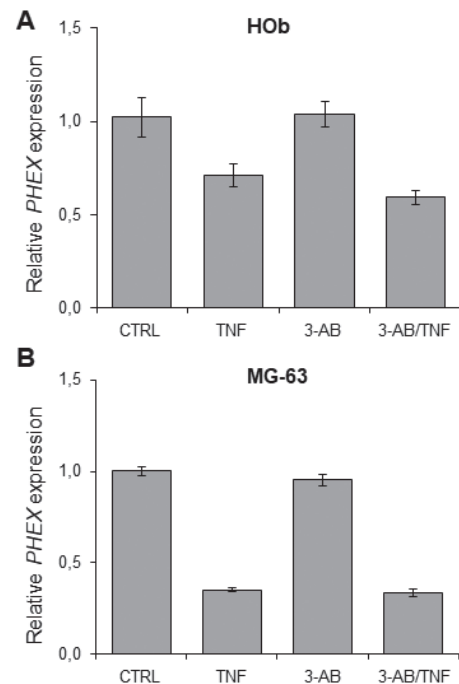 A
HOb
Relative PHEX expression
1,5
1,0
0,5
0,0
CTRL TNF 3-AB 3-AB/TNF
B
MG-63
Relative PHEX expression
1,5
1,0
0,5
0,0
CTRL TNF 3-AB 3-AB/TNF